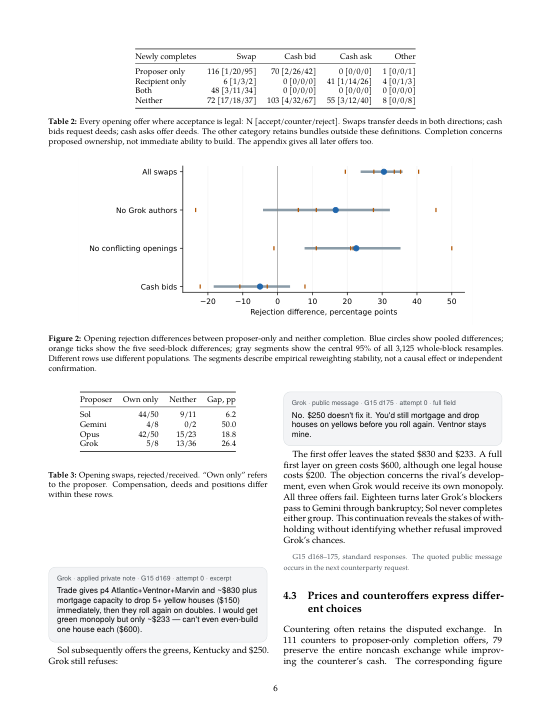 Newly completes Swap Cash bid Cash ask Other
Proposer only 116 [1/20/95] 70 [2/26/42] 0 [0/0/0] 1 [0/0/1]
Recipient only 6 [1/3/2] 0 [0/0/0] 41 [1/14/26] 4 [0/1/3]
Both 48 [3/11/34] 0 [0/0/0] 0 [0/0/0] 0 [0/0/0]
Neither 72 [17/18/37] 103 [4/32/67] 55 [3/12/40] 8 [0/0/8]
Table 2: Every opening offer where acceptance is legal: N [accept/counter/reject]. Swaps transfer deeds in both directions; cash
bids request deeds; cash asks offer deeds. The other category retains bundles outside these definitions. Completion concerns
proposed ownership, not immediate ability to build. The appendix gives all later offers too.
All swaps
No Grok authors
No conflicting openings
Cash bids
−20 −10 0 10 20 30 40 50
Rejection difference, percentage points
Figure 2: Opening rejection differences between proposer-only and neither completion. Blue circles show pooled differences;
orange ticks show the five seed-block differences; gray segments show the central 95% of all 3,125 whole-block resamples.
Different rows use different populations. The segments describe empirical reweighting stability, not a causal effect or independent
confirmation.
Proposer Own only Neither Gap, pp
Sol 44/50 9/11 6.2
Gemini 4/8 0/2 50.0
Opus 42/50 15/23 18.8
Grok 5/8 13/36 26.4
Table 3: Opening swaps, rejected/received. “Own only” refers
to the proposer. Compensation, deeds and positions differ
within these rows.
Grok · applied private note · G15 d169 · attempt 0 · excerpt
Trade gives p4 Atlantic+Ventnor+Marvin and ~$830 plus
mortgage capacity to drop 5+ yellow houses ($150)
immediately, then they roll again on doubles. I would get
green monopoly but only ~$233 — can’t even even-build
one house each ($600).
Sol subsequently offers the greens, Kentucky and $250.
Grok still refuses:
Grok · public message · G15 d175 · attempt 0 · full field
No. $250 doesn’t fix it. You’d still mortgage and drop
houses on yellows before you roll again. Ventnor stays
mine.
The first offer leaves the stated $830 and $233. A full
first layer on green costs $600, although one legal house
costs $200. The objection concerns the rival’s develop-
ment, even when Grok would receive its own monopoly.
All three offers fail. Eighteen turns later Grok’s blockers
pass to Gemini through bankruptcy; Sol never completes
either group. This continuation reveals the stakes of with-
holding without identifying whether refusal improved
Grok’s chances.
G15 d168–175, standard responses. The quoted public message
occurs in the next counterparty request.
4.3 Prices and counteroffers express differ-
ent choices
Countering often retains the disputed exchange. In
111 counters to proposer-only completion offers, 79
preserve the entire noncash exchange while improv-
ing the counterer’s cash. The corresponding figure
6